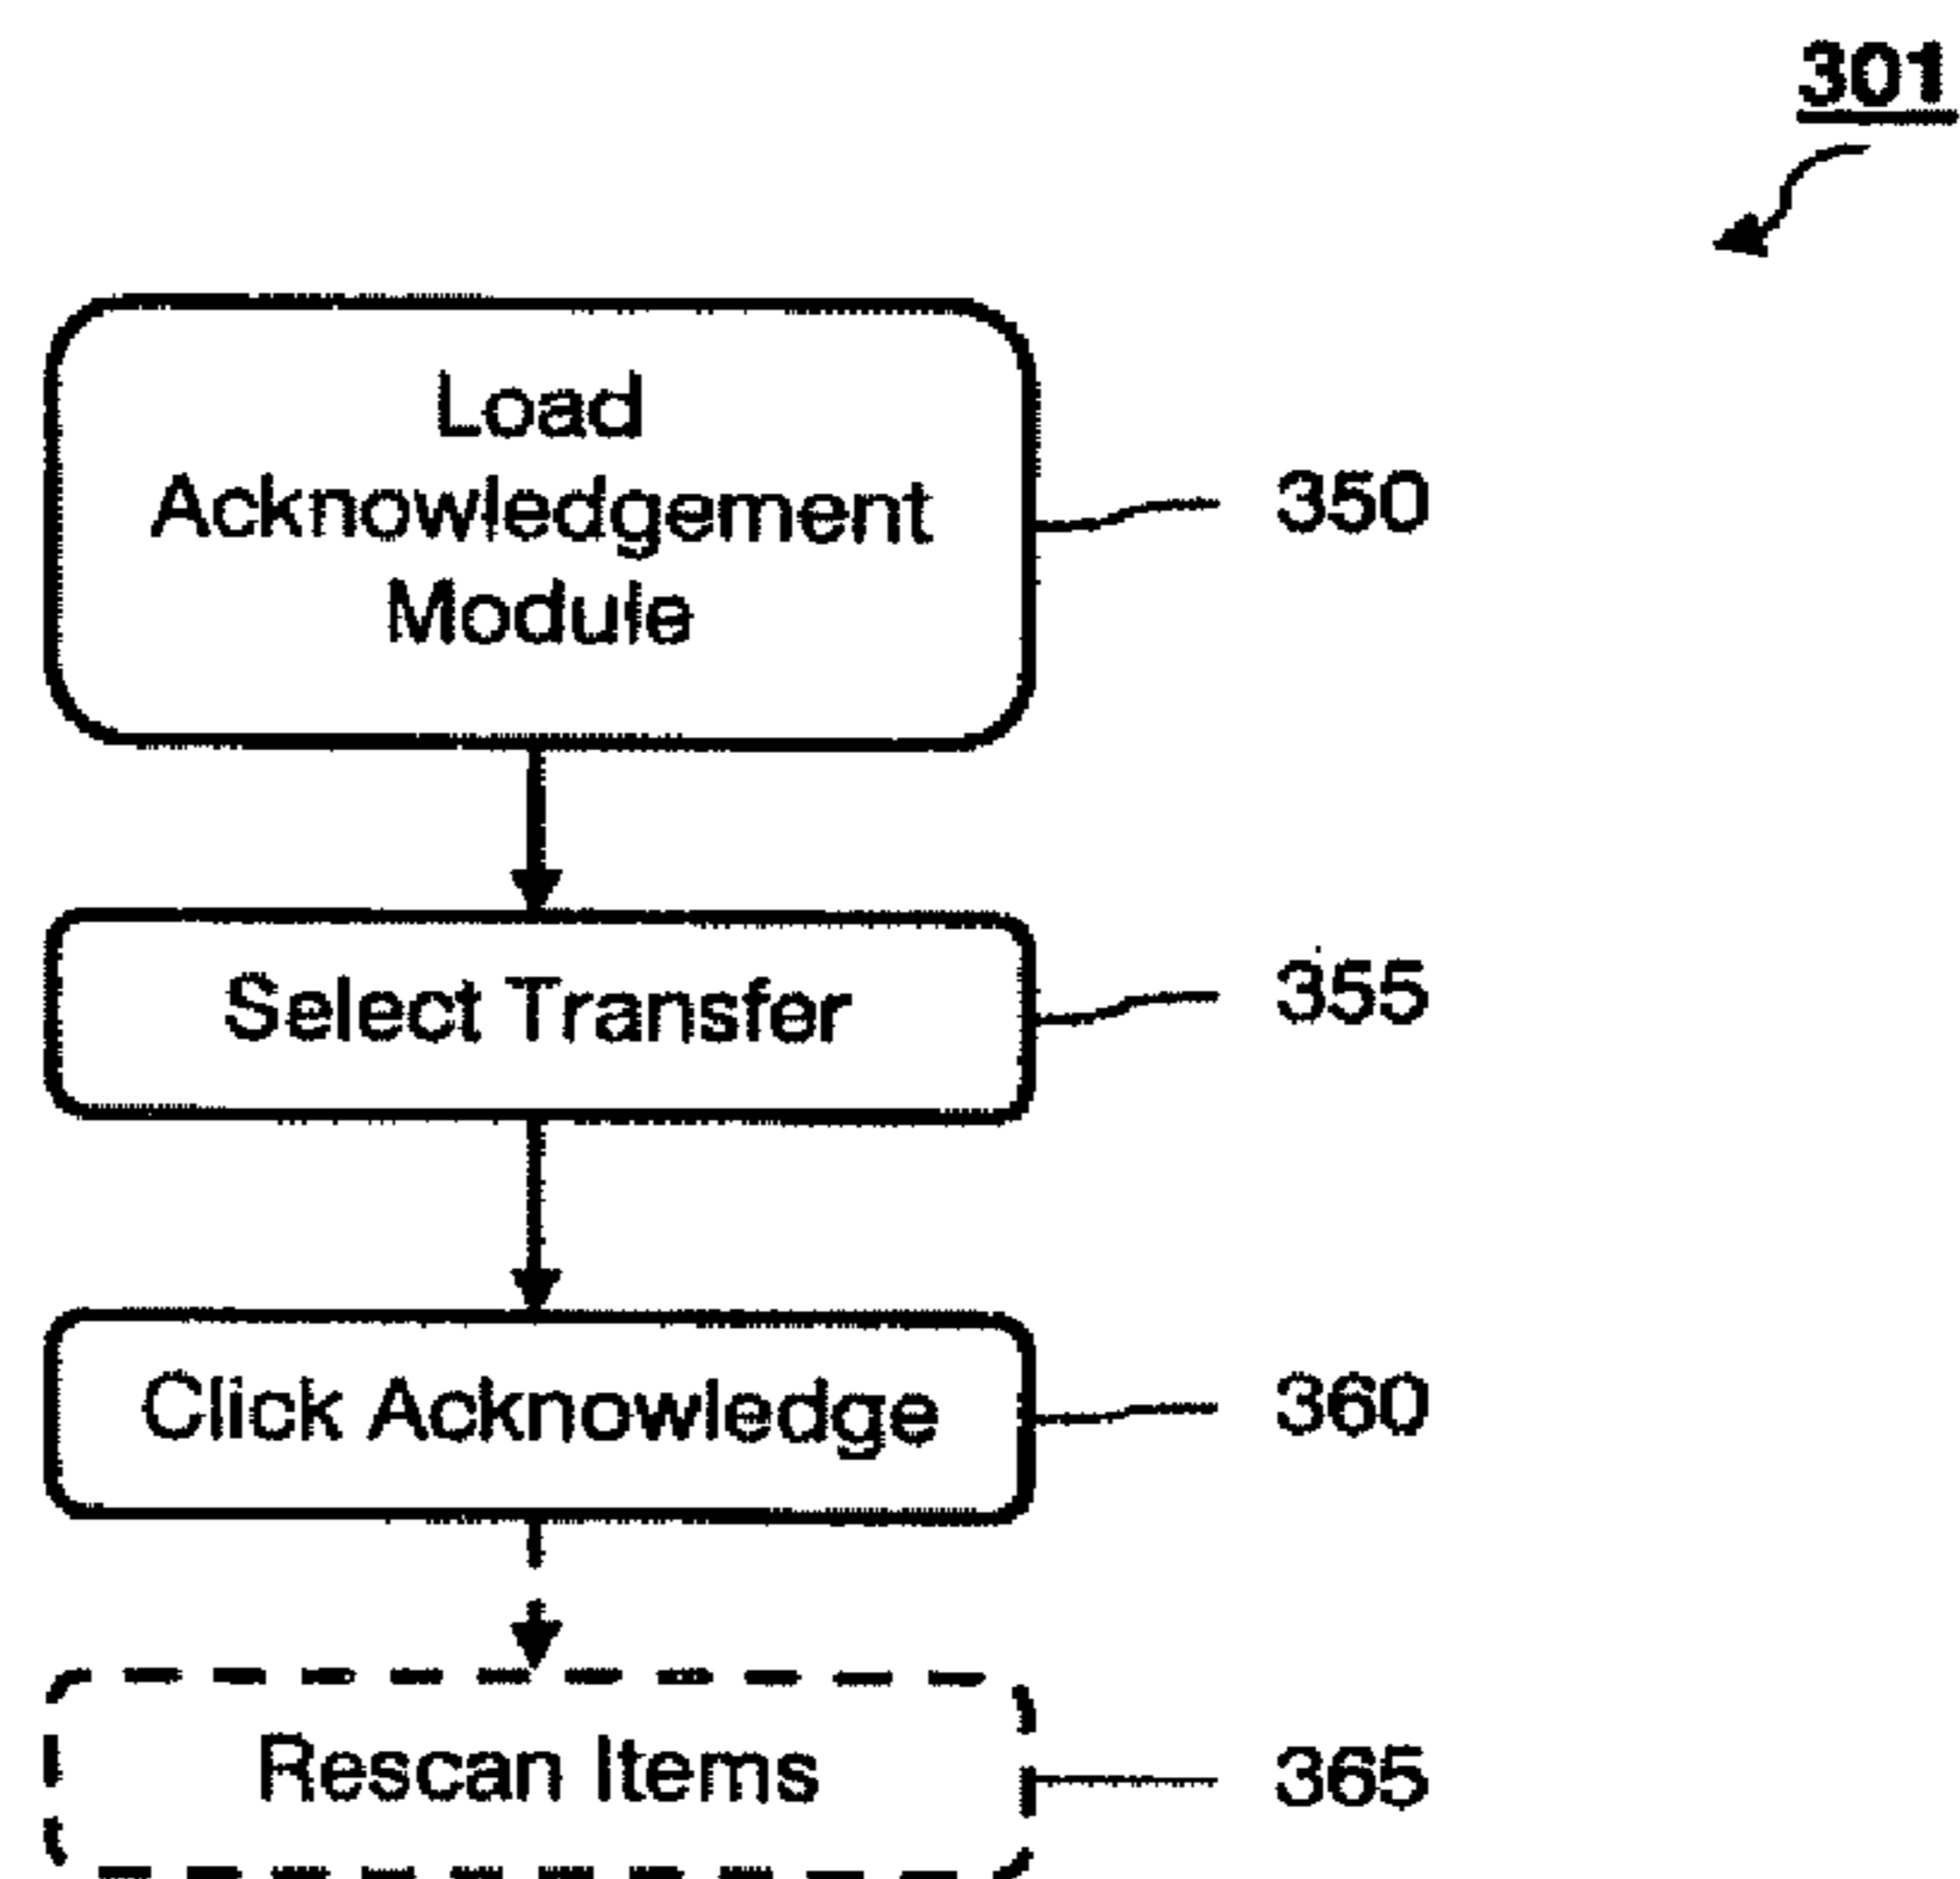 301
Load
Acknowledgement
Module
350
Select Transfer
355
Click Acknowledge
360
Rescan Items
365